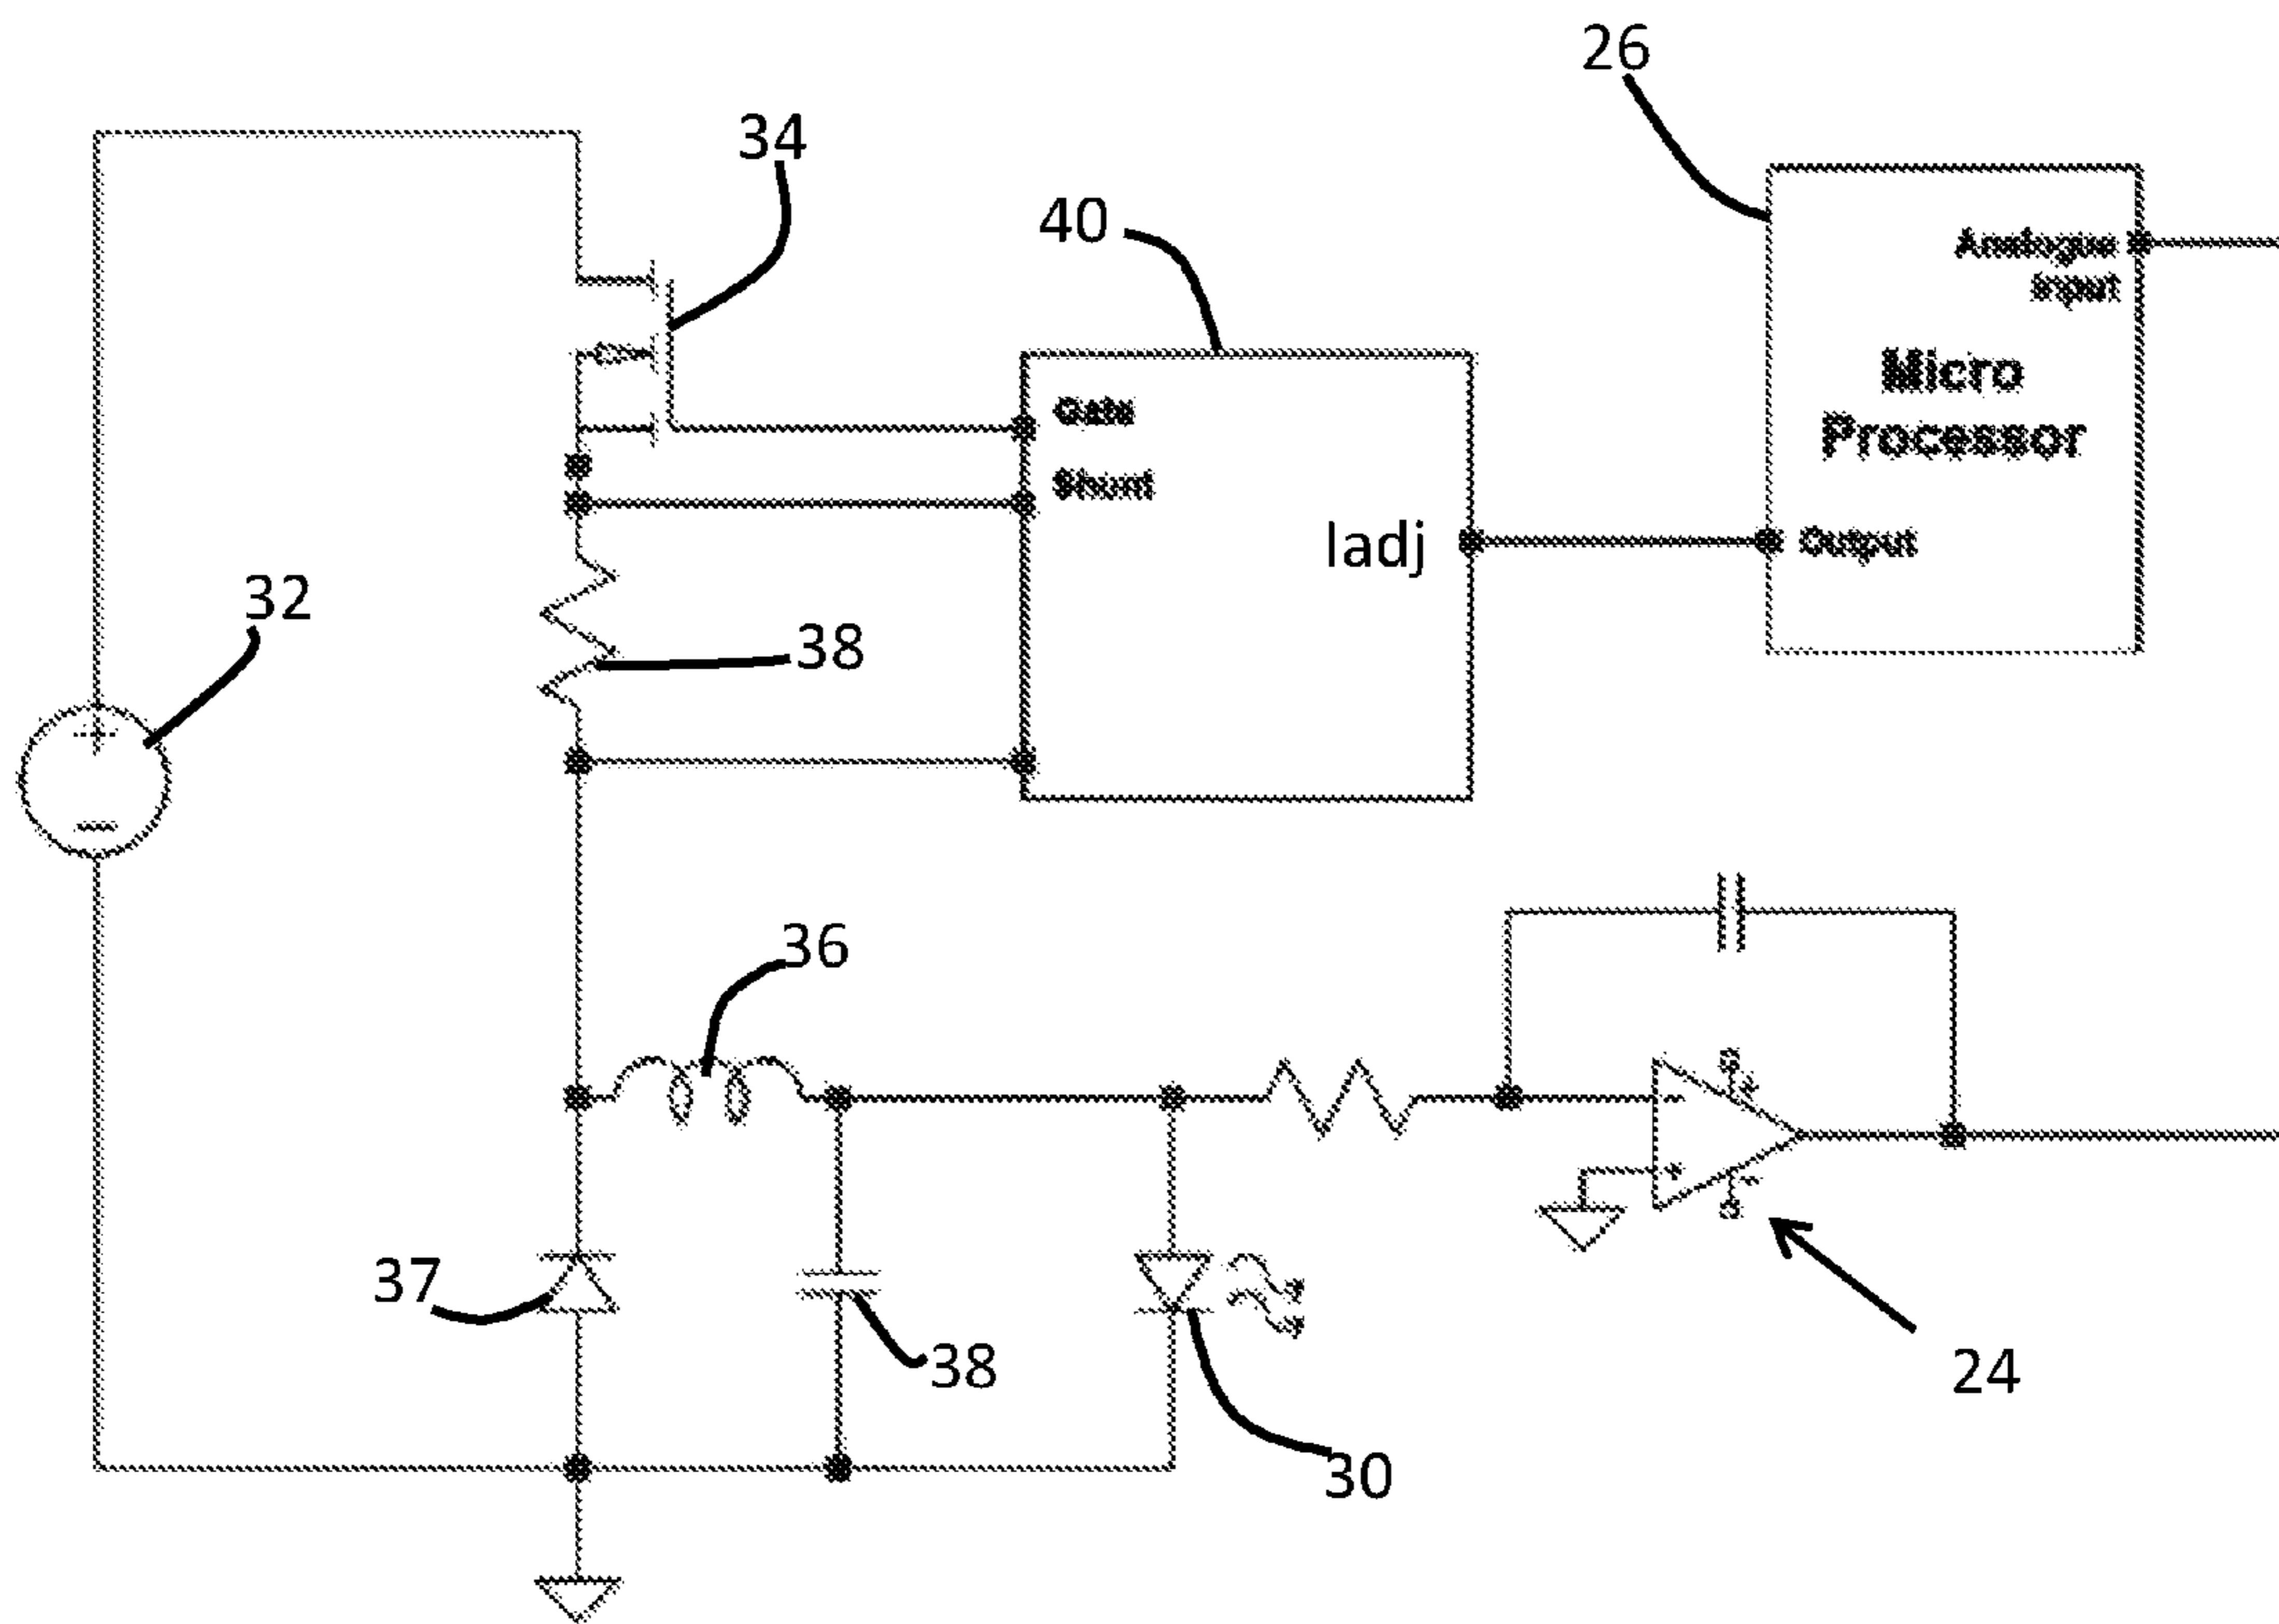 26
34
40
Analogue
Input
Micro
Processor
Gate
Shunt
Iadj
Output
32
38
36
37
38
30
24